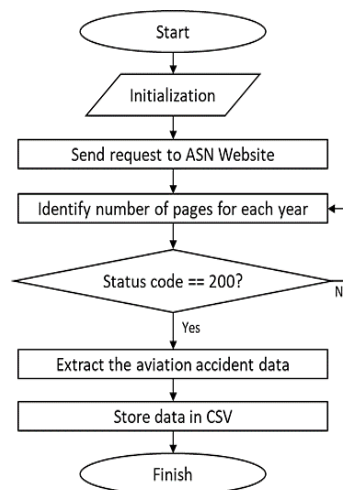 Start
Initialization
Send request to ASN Website
Identify number of pages for each year
Status code == 200?
N
Yes
Extract the aviation accident data
Store data in CSV
Finish